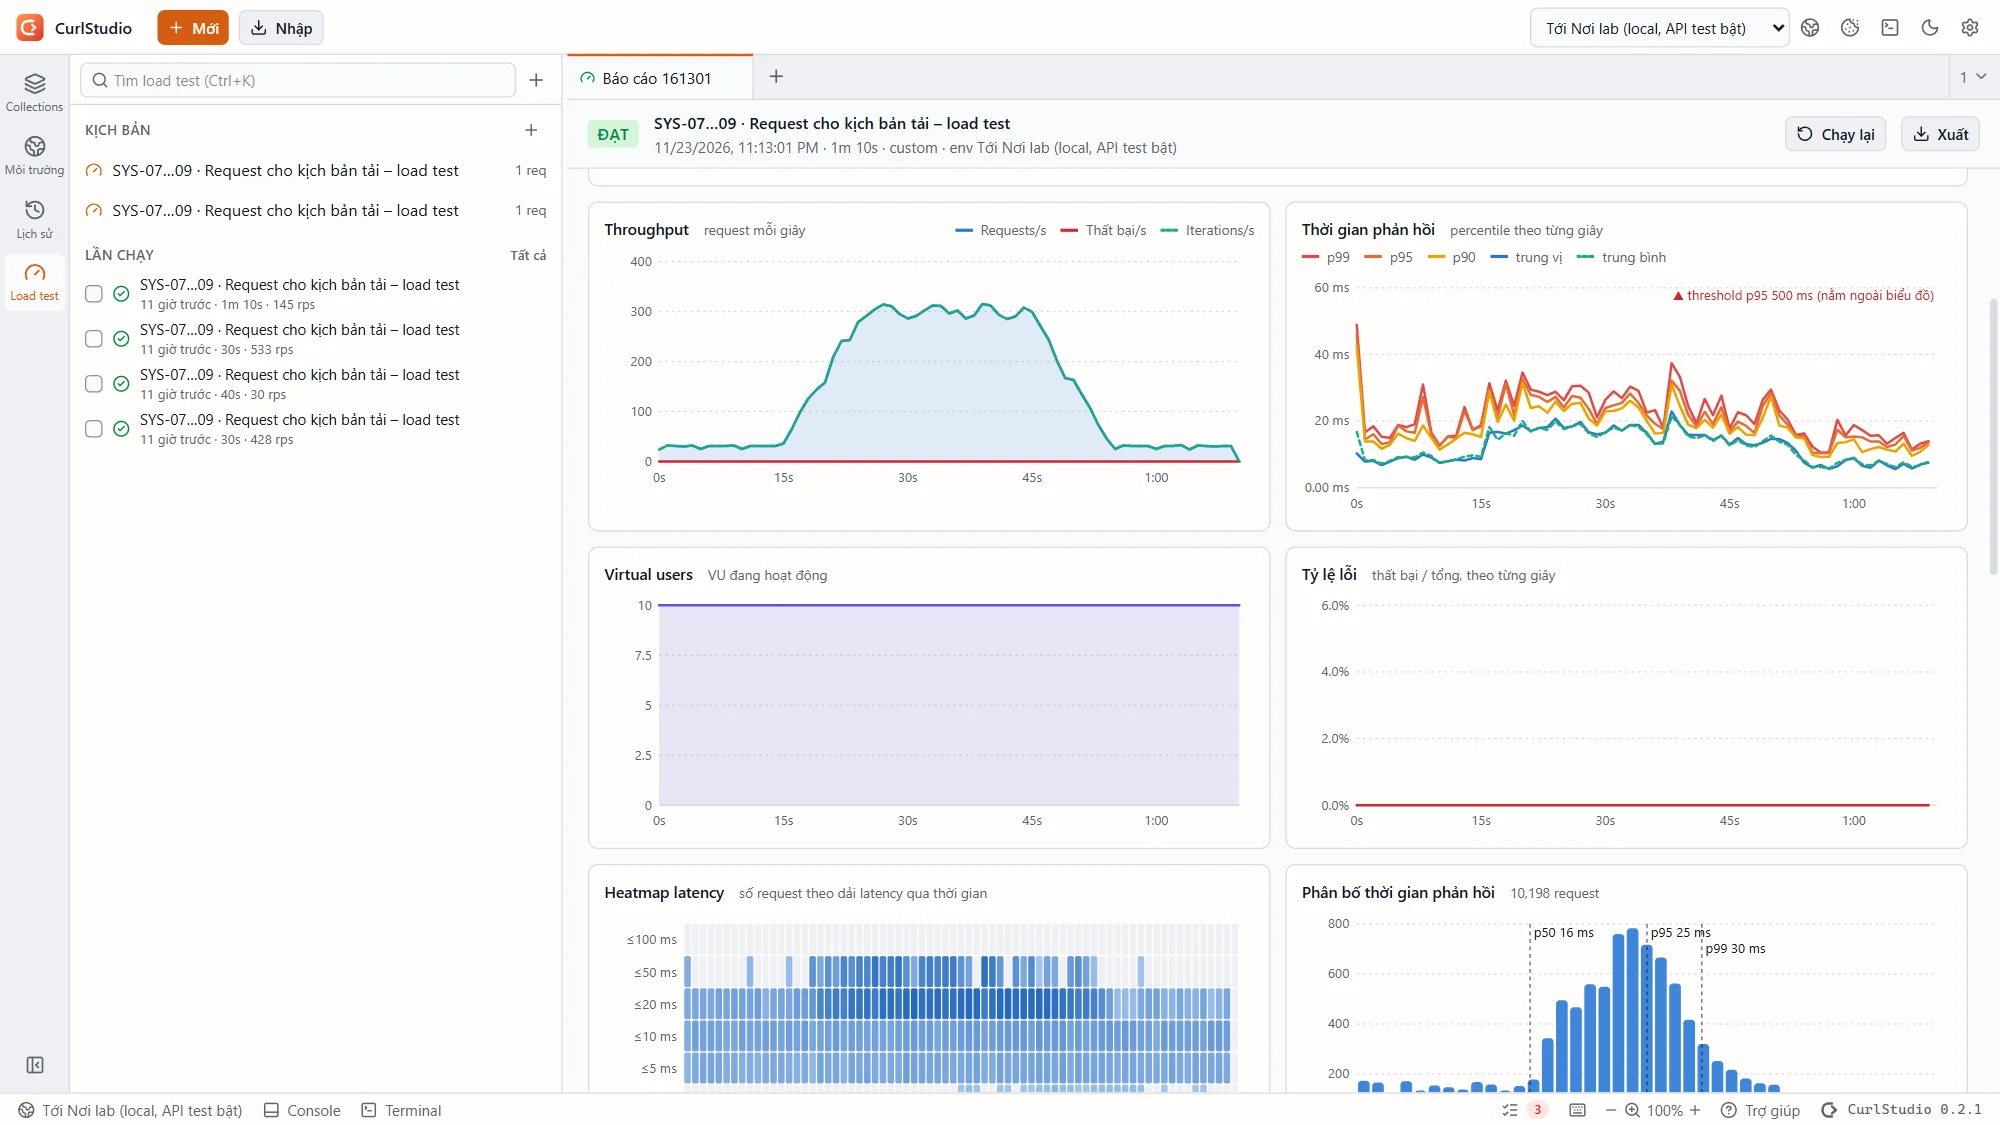 CurlStudio
Mới
Nhập
Tới Nơi lab (local, API test bật)
Collections
Môi trường
Lịch sử
Load test
Tìm load test (Ctrl+K)
KỊCH BẢN
SYS-07...09 · Request cho kịch bản tải – load test
1 req
SYS-07...09 · Request cho kịch bản tải – load test
1 req
LẦN CHẠY
Tất cả
SYS-07...09 · Request cho kịch bản tải – load test
11 giờ trước · 1m 10s · 145 rps
SYS-07...09 · Request cho kịch bản tải – load test
11 giờ trước · 30s · 533 rps
SYS-07...09 · Request cho kịch bản tải – load test
11 giờ trước · 40s · 30 rps
SYS-07...09 · Request cho kịch bản tải – load test
11 giờ trước · 30s · 428 rps
Báo cáo 161301
1
ĐẠT
SYS-07...09 · Request cho kịch bản tải – load test
11/23/2026, 11:13:01 PM · 1m 10s · custom · env Tới Nơi lab (local, API test bật)
Chạy lại
Xuất
Throughput request mỗi giây
Requests/s Thất bại/s Iterations/s
400
300
200
100
0
0s 15s 30s 45s 1:00
Thời gian phản hồi percentile theo từng giây
p99 p95 p90 trung vị trung bình
threshold p95 500 ms (nằm ngoài biểu đồ)
60 ms
40 ms
20 ms
0.00 ms
0s 15s 30s 45s 1:00
Virtual users VU đang hoạt động
10
7.5
5
2.5
0
0s 15s 30s 45s 1:00
Tỷ lệ lỗi thất bại / tổng, theo từng giây
6.0%
4.0%
2.0%
0.0%
0s 15s 30s 45s 1:00
Heatmap latency số request theo dải latency qua thời gian
≤100 ms
≤50 ms
≤20 ms
≤10 ms
≤5 ms
Phân bố thời gian phản hồi 10,198 request
p50 16 ms p95 25 ms
p99 30 ms
800
600
400
200
Tới Nơi lab (local, API test bật)
Console
Terminal
3
100%
Trợ giúp
CurlStudio 0.2.1